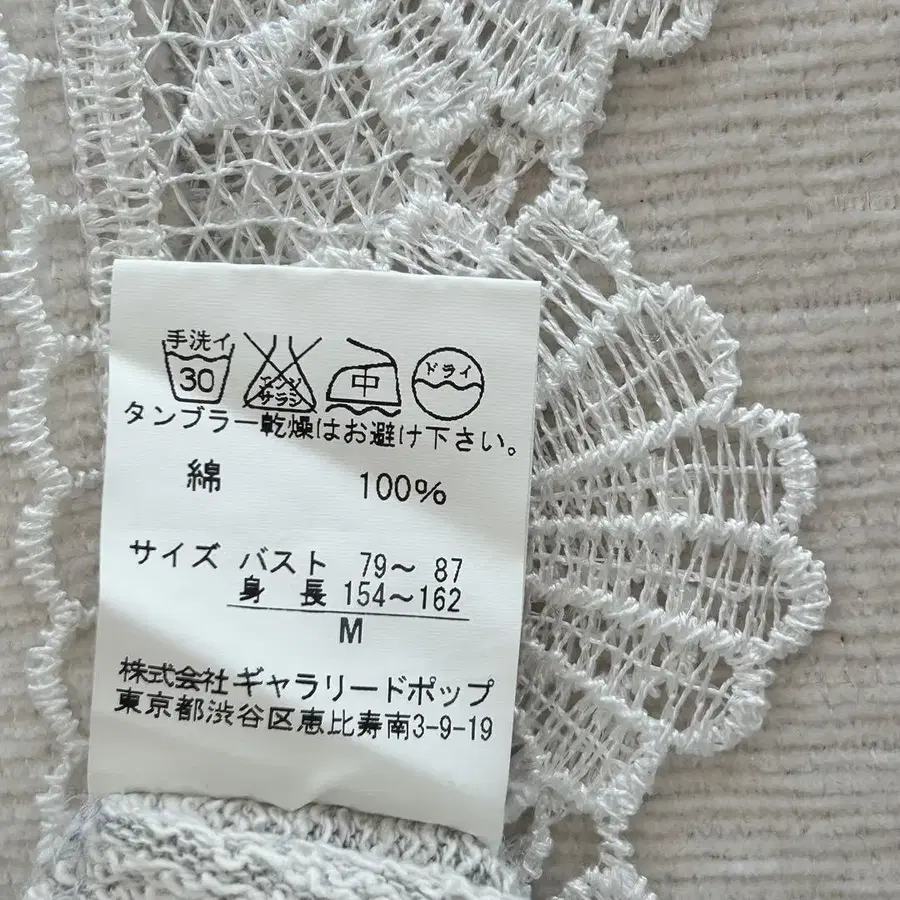 手洗イ
30 エンソ サラシ 中 ドライ
タンブラー乾燥はお避け下さい。
綿 100%
サイズ バスト 79～ 87
身長 154～162
M
株式会社ギャラリードポップ
東京都渋谷区恵比寿南3-9-19